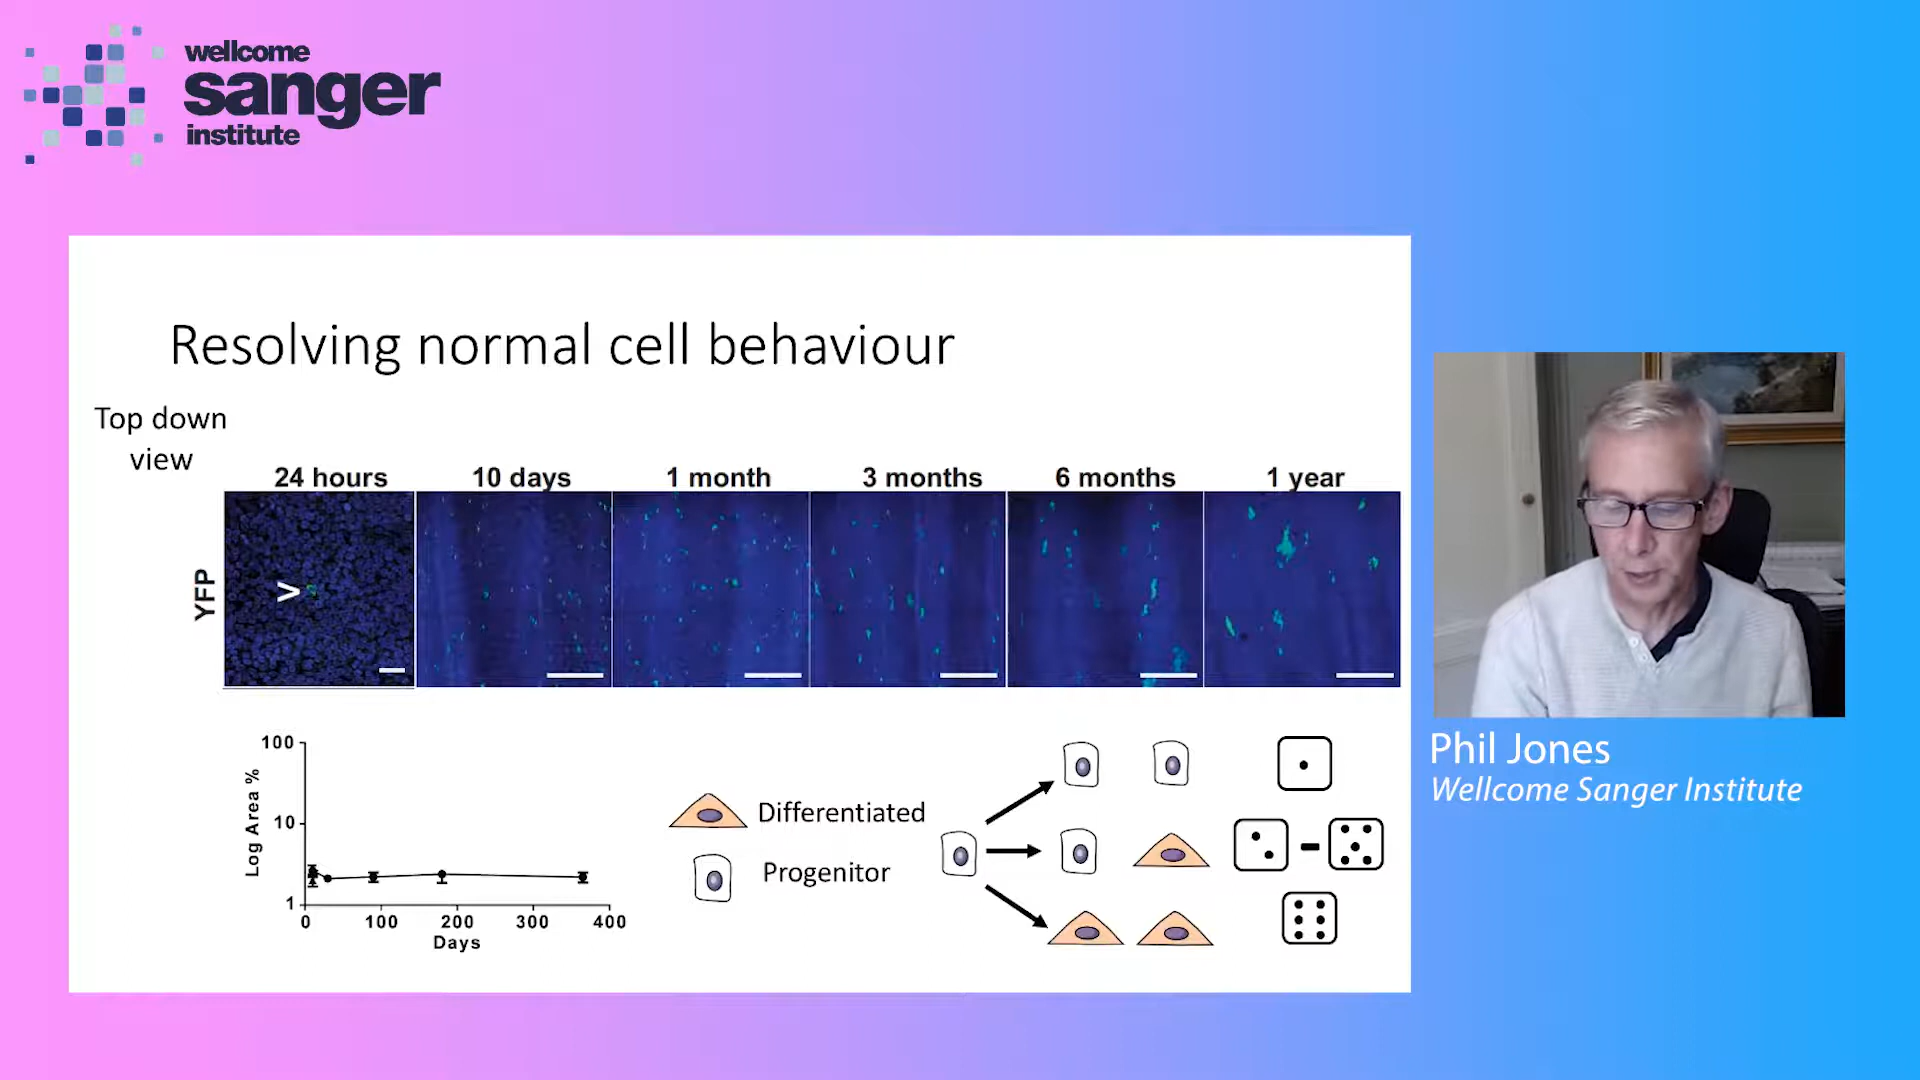 wellcome
sanger
institute
Resolving normal cell behaviour
Top down
view
24 hours
10 days
1 month
3 months
6 months
1 year
YFP
>
100
10
1
Log Area %
0
100
200
300
400
Days
Differentiated
Progenitor
Phil Jones
Wellcome Sanger Institute